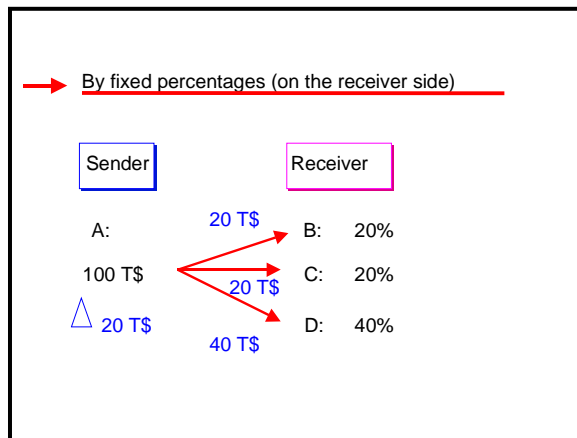 By fixed percentages (on the receiver side)
Sender Receiver
20 T$
A: B: 20%
100 T$ C: 20%
20 T$
20 T$ D: 40%
40 T$